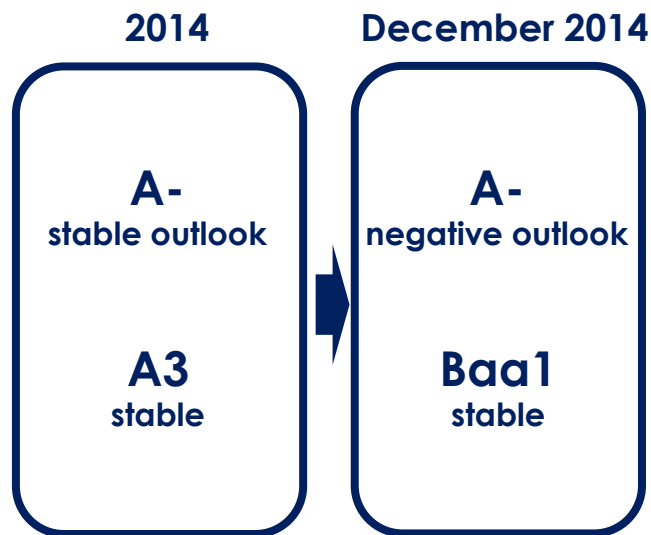 2014
A-
stable outlook
A3
stable
December 2014
A-
negative outlook
Baa1
stable